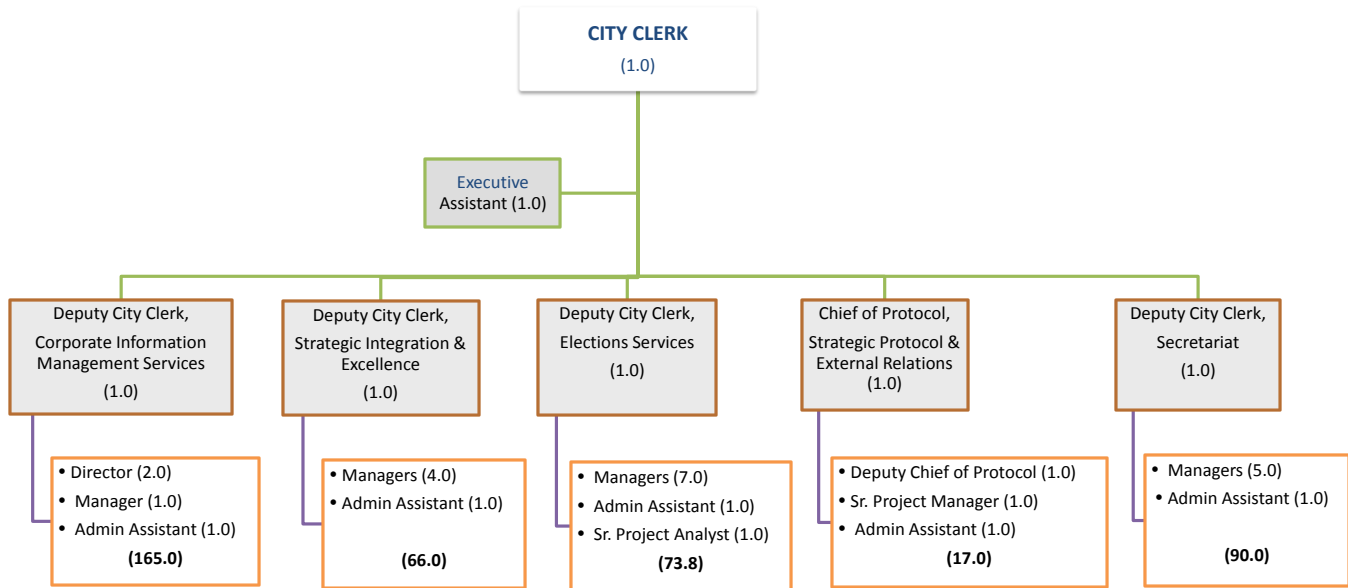 CITY CLERK
(1.0)
Executive
Assistant (1.0)
Deputy City Clerk,
Corporate Information
Management Services
(1.0)
Deputy City Clerk,
Strategic Integration &
Excellence
(1.0)
Deputy City Clerk,
Elections Services
(1.0)
Chief of Protocol,
Strategic Protocol &
External Relations
(1.0)
Deputy City Clerk,
Secretariat
(1.0)
• Director (2.0)
• Manager (1.0)
• Admin Assistant (1.0)
(165.0)
• Managers (4.0)
• Admin Assistant (1.0)
(66.0)
• Managers (7.0)
• Admin Assistant (1.0)
• Sr. Project Analyst (1.0)
(73.8)
• Deputy Chief of Protocol (1.0)
• Sr. Project Manager (1.0)
• Admin Assistant (1.0)
(17.0)
• Managers (5.0)
• Admin Assistant (1.0)
(90.0)